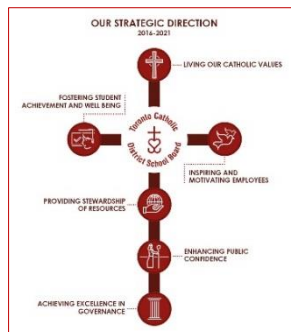 OUR STRATEGIC DIRECTION
2016-2021
LIVING OUR CATHOLIC VALUES
FOSTERING STUDENT
ACHIEVEMENT AND WELL BEING
Toronto Catholic
District School Board
INSPIRING AND
MOTIVATING EMPLOYEES
PROVIDING STEWARDSHIP
OF RESOURCES
ENHANCING PUBLIC
CONFIDENCE
ACHIEVING EXCELLENCE IN
GOVERNANCE